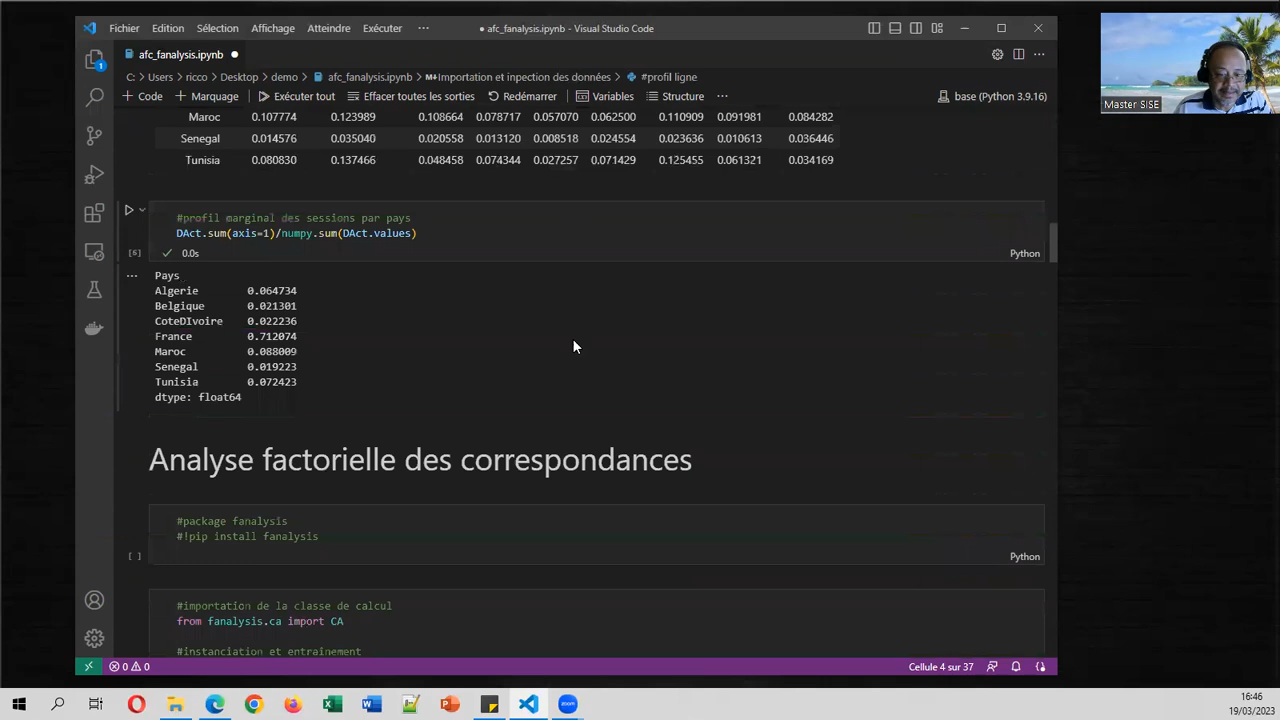 Fichier Edition Sélection Affichage Atteindre Exécuter ··· ● afc_fanalysis.ipynb - Visual Studio Code
afc_fanalysis.ipynb ●
C: > Users > ricco > Desktop > demo > afc_fanalysis.ipynb > Importation et inpection des données > #profil ligne
+ Code + Marquage Exécuter tout Effacer toutes les sorties Redémarrer Variables Structure ··· base (Python 3.9.16)
Maroc 0.107774 0.123989 0.108664 0.078717 0.057070 0.062500 0.110909 0.091981 0.084282
Senegal 0.014576 0.035040 0.020558 0.013120 0.008518 0.024554 0.023636 0.010613 0.036446
Tunisia 0.080830 0.137466 0.048458 0.074344 0.027257 0.071429 0.125455 0.061321 0.034169
#profil marginal des sessions par pays
DAct.sum(axis=1)/numpy.sum(DAct.values)
[6] ✓ 0.0s Python
··· Pays
Algerie 0.064734
Belgique 0.021301
CoteDIvoire 0.022236
France 0.712074
Maroc 0.088009
Senegal 0.019223
Tunisia 0.072423
dtype: float64
Analyse factorielle des correspondances
#package fanalysis
#!pip install fanalysis
[ ] Python
#importation de la classe de calcul
from fanalysis.ca import CA
#instanciation et entraînement
0 0 Cellule 4 sur 37
Master SISE
1
zoom
16:46
19/03/2023